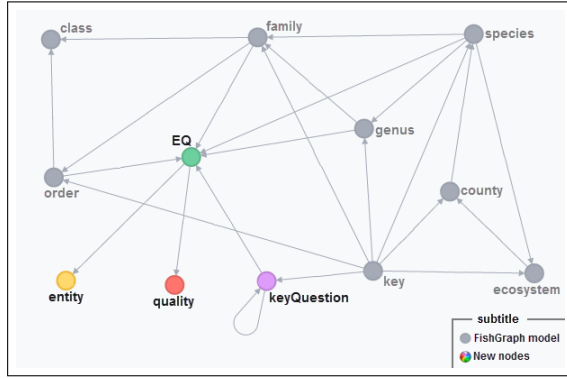 class
family
species
EQ
genus
order
county
entity
quality
keyQuestion
key
ecosystem
subtitle
FishGraph model
New nodes